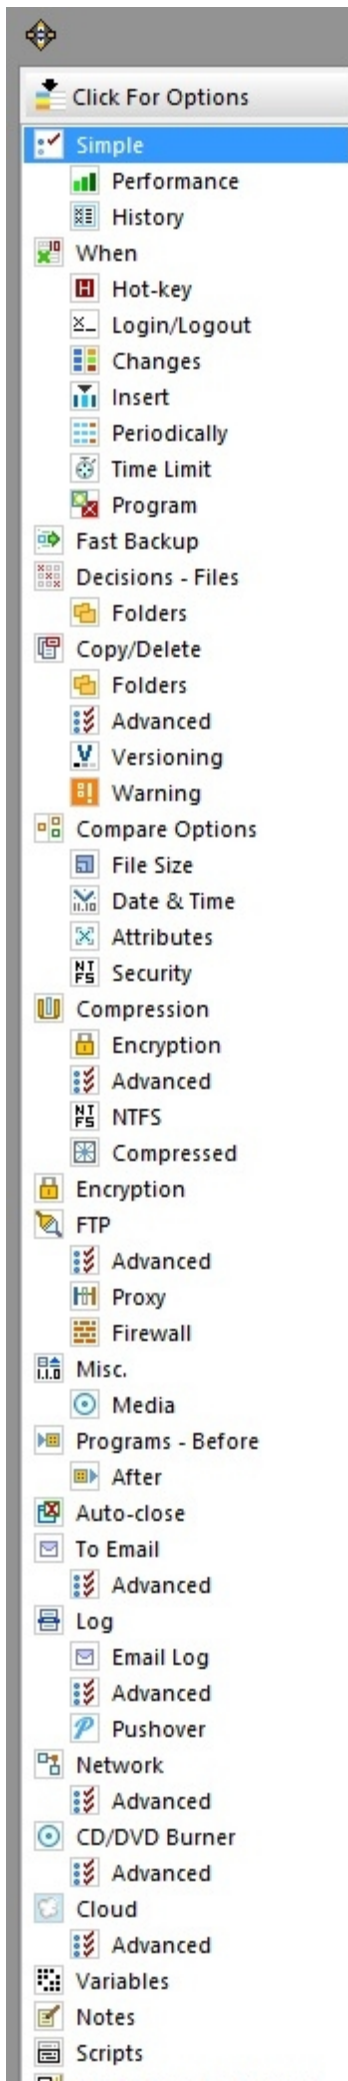 Click For Options
Simple
Performance
History
When
Hot-key
Login/Logout
Changes
Insert
Periodically
Time Limit
Program
Fast Backup
Decisions - Files
Folders
Copy/Delete
Folders
Advanced
Versioning
Warning
Compare Options
File Size
Date & Time
Attributes
Security
Compression
Encryption
Advanced
NTFS
Compressed
Encryption
FTP
Advanced
Proxy
Firewall
Misc.
Media
Programs - Before
After
Auto-close
To Email
Advanced
Log
Email Log
Advanced
Pushover
Network
Advanced
CD/DVD Burner
Advanced
Cloud
Advanced
Variables
Notes
Scripts